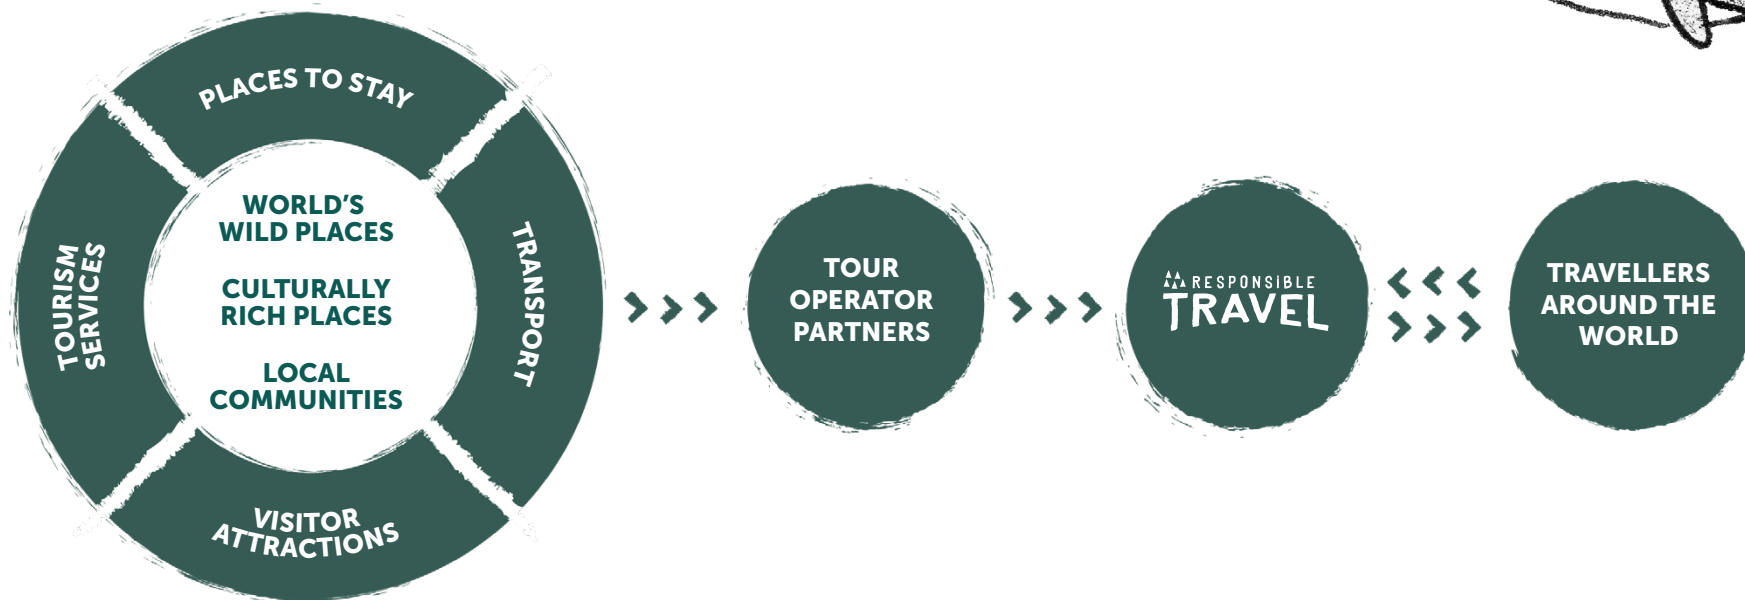 PLACES TO STAY
WORLD'S
WILD PLACES
CULTURALLY
RICH PLACES
LOCAL
COMMUNITIES
TOURISM
SERVICES
TRANSPORT
VISITOR
ATTRACTIONS
TOUR
OPERATOR
PARTNERS
RESPONSiBLE
TRAVEL
TRAVELLERS
AROUND THE
WORLD